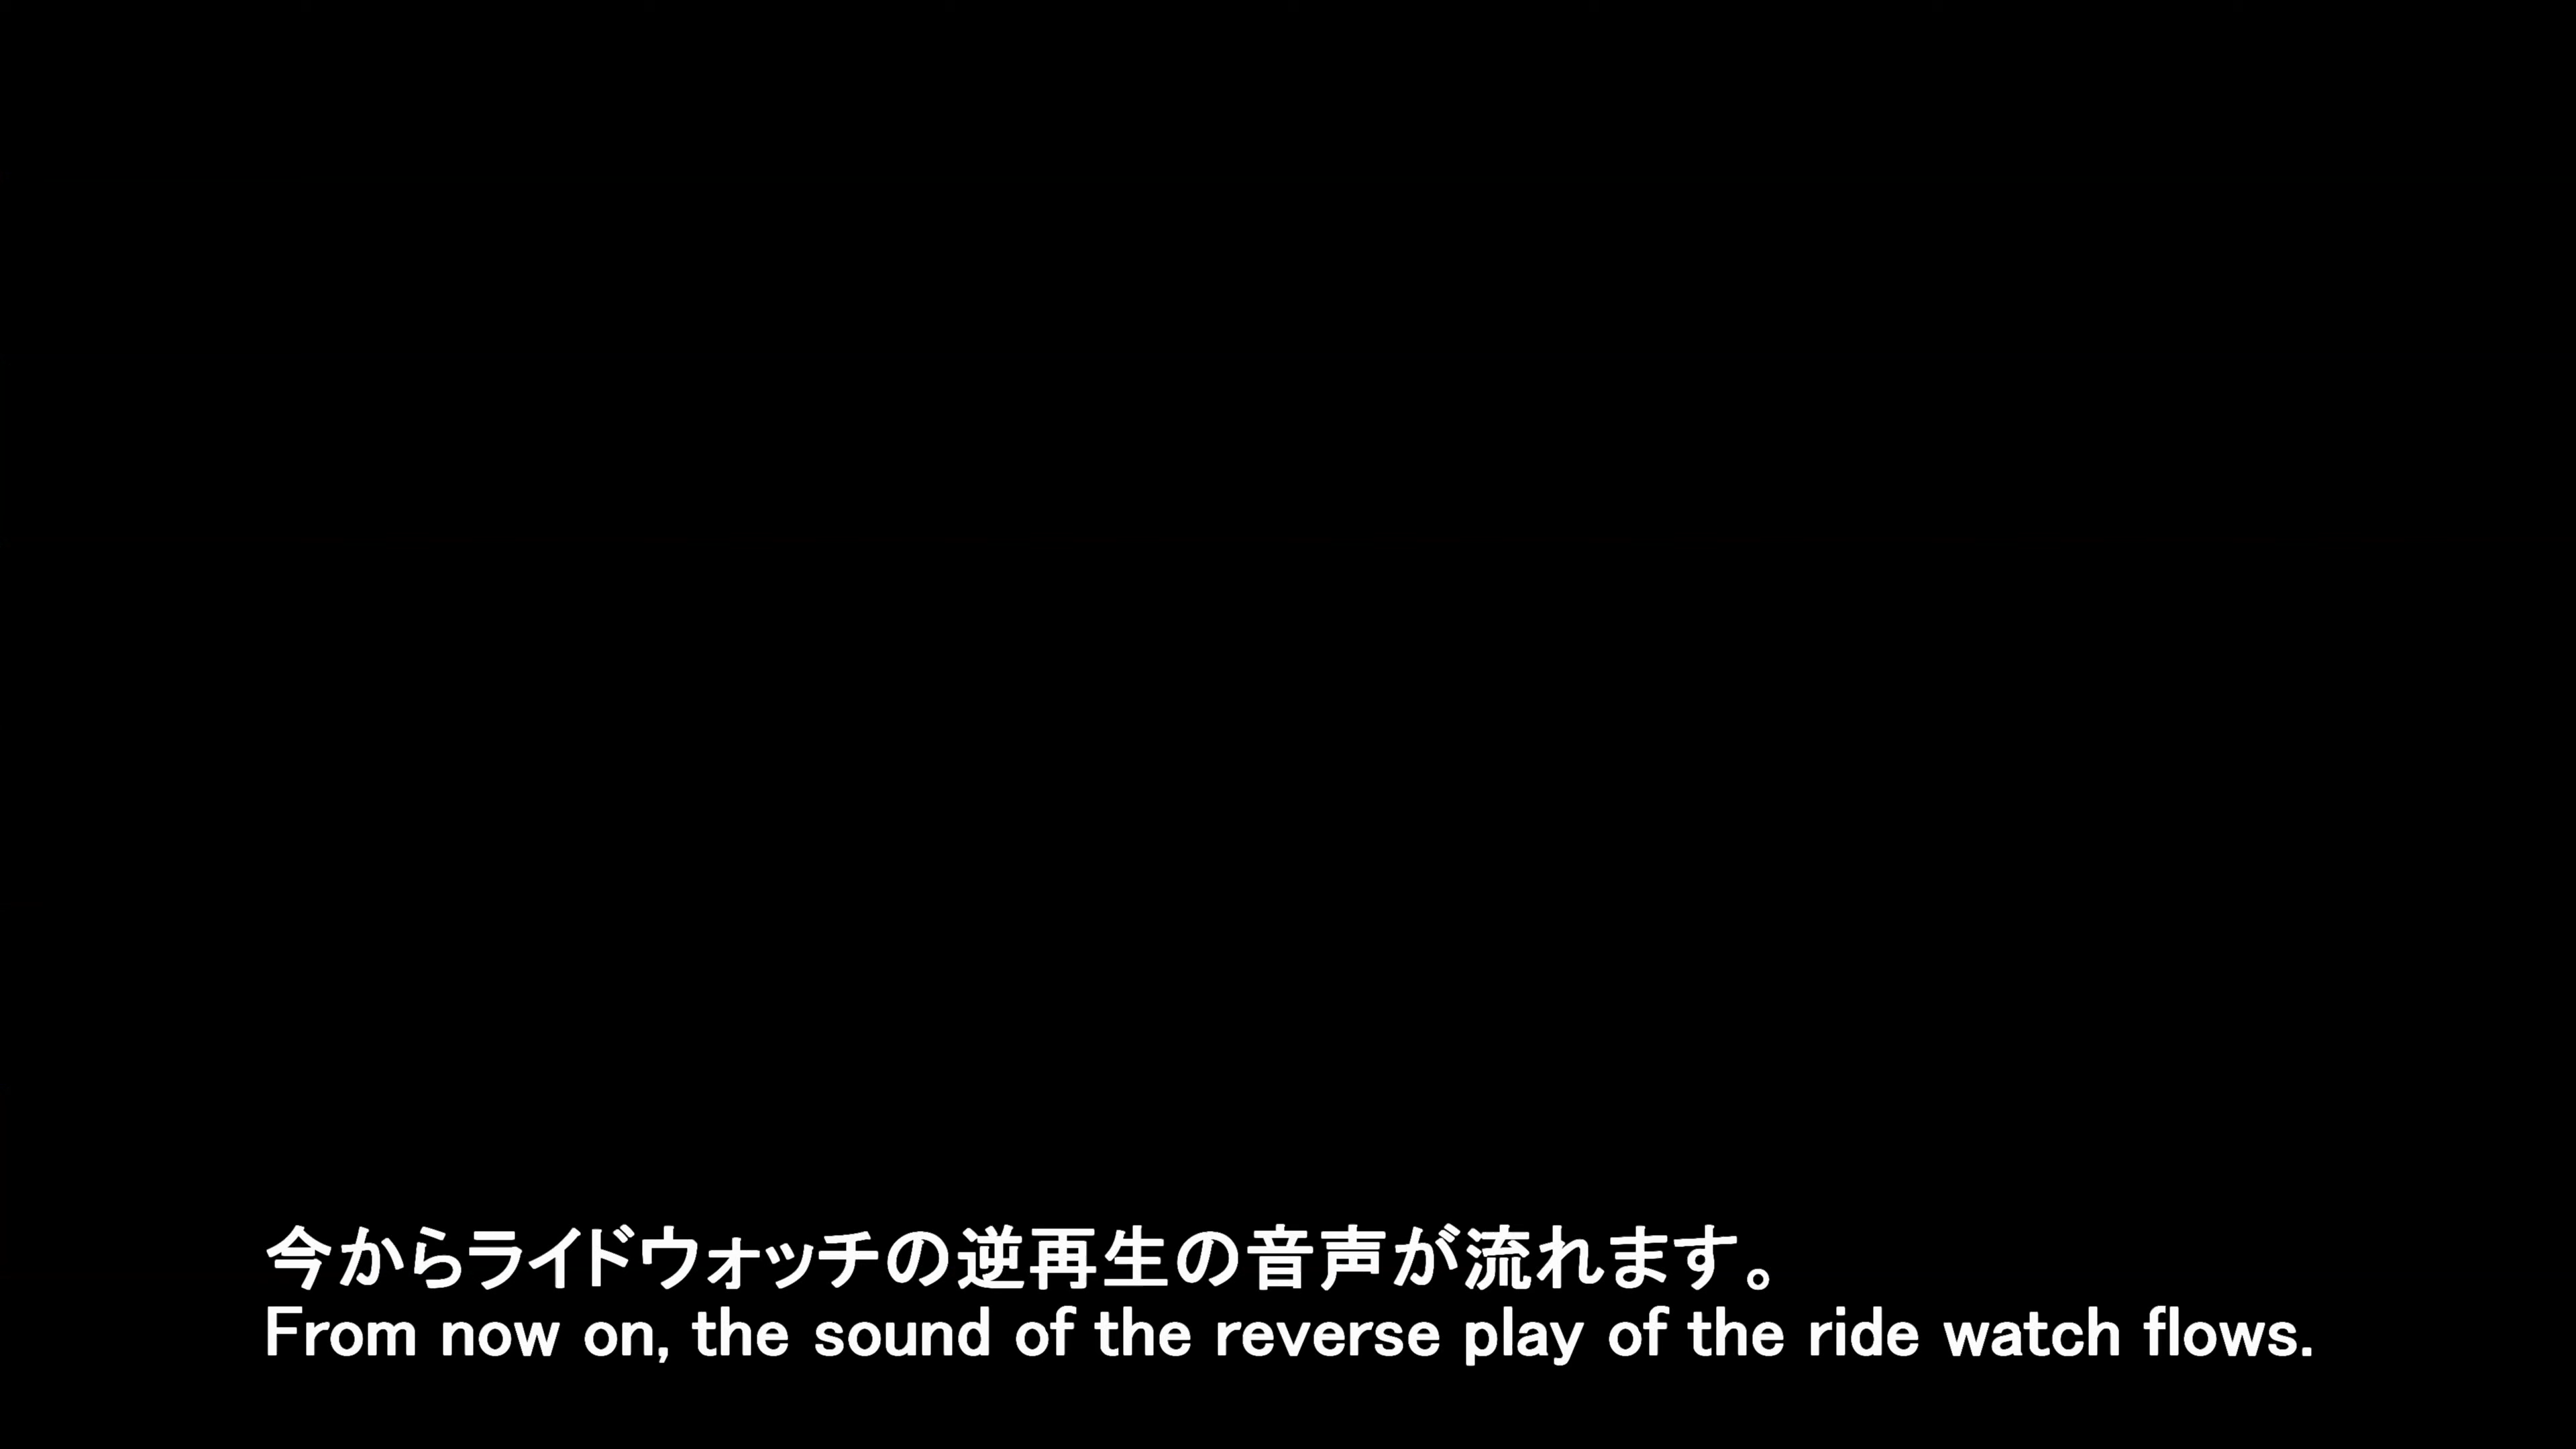 今からライドウォッチの逆再生の音声が流れます。
From now on, the sound of the reverse play of the ride watch flows.